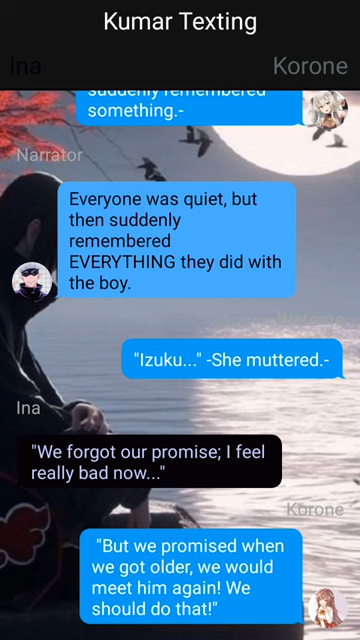 Kumar Texting
Ina
Korone
suddenly remembered
something.-
Narrator
Everyone was quiet, but
then suddenly
remembered
EVERYTHING they did with
the boy.
"Izuku..." -She muttered.-
Ina
"We forgot our promise; I feel
really bad now..."
Korone
"But we promised when
we got older, we would
meet him again! We
should do that!"